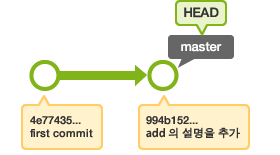 HEAD
master
4e77435...
first commit
994b152...
add 의 설명을 추가